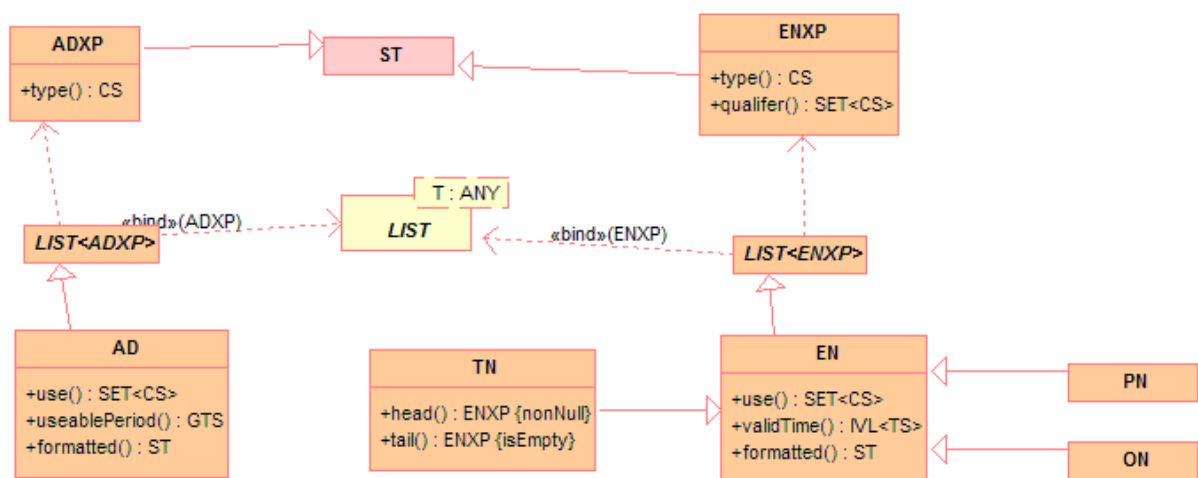 ADXP
+type() : CS
ST
ENXP
+type() : CS
+qualifer() : SET<CS>
T : ANY
LIST
«bind»(ADXP)
«bind»(ENXP)
LIST<ADXP>
LIST<ENXP>
AD
+use() : SET<CS>
+useablePeriod() : GTS
+formatted() : ST
TN
+head() : ENXP {nonNull}
+tail() : ENXP {isEmpty}
EN
+use() : SET<CS>
+validTime() : IVL<TS>
+formatted() : ST
PN
ON